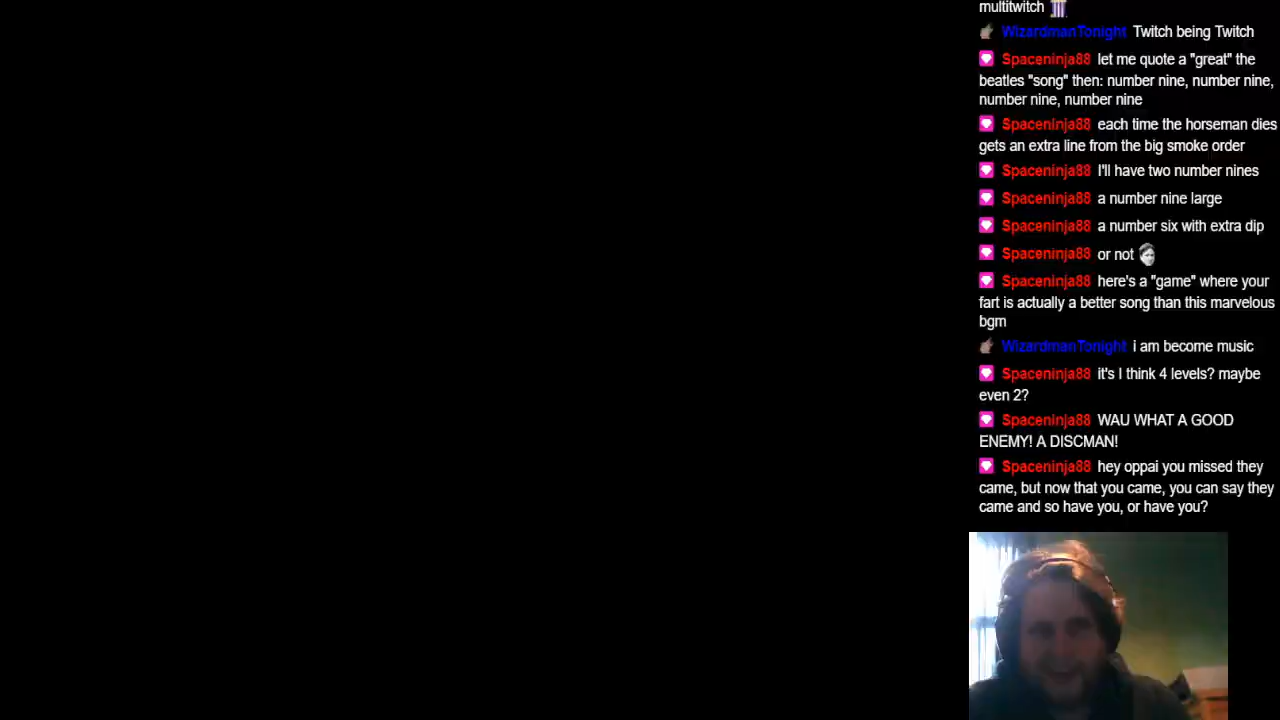 multitwitch
WizardmanTonight Twitch being Twitch
Spaceninja88 let me quote a "great" the
beatles "song" then: number nine, number nine,
number nine, number nine
Spaceninja88 each time the horseman dies
gets an extra line from the big smoke order
Spaceninja88 I'll have two number nines
Spaceninja88 a number nine large
Spaceninja88 a number six with extra dip
Spaceninja88 or not
Spaceninja88 here's a "game" where your
fart is actually a better song than this marvelous
bgm
WizardmanTonight i am become music
Spaceninja88 it's I think 4 levels? maybe
even 2?
Spaceninja88 WAU WHAT A GOOD
ENEMY! A DISCMAN!
Spaceninja88 hey oppai you missed they
came, but now that you came, you can say they
came and so have you, or have you?